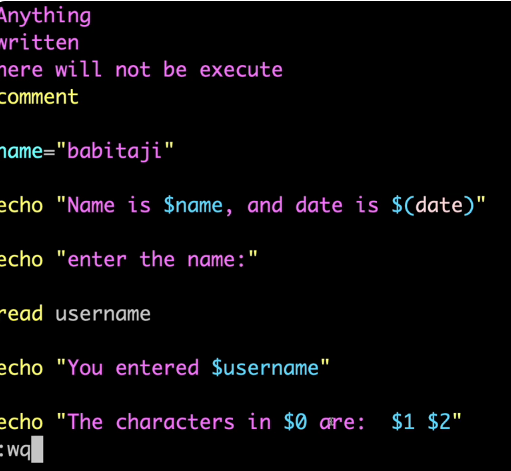 Anything
written
here will not be execute
comment
name="babitaji"
echo "Name is $name, and date is $(date)"
echo "enter the name:"
read username
echo "You entered $username"
echo "The characters in $0 are:  $1 $2"
:wq